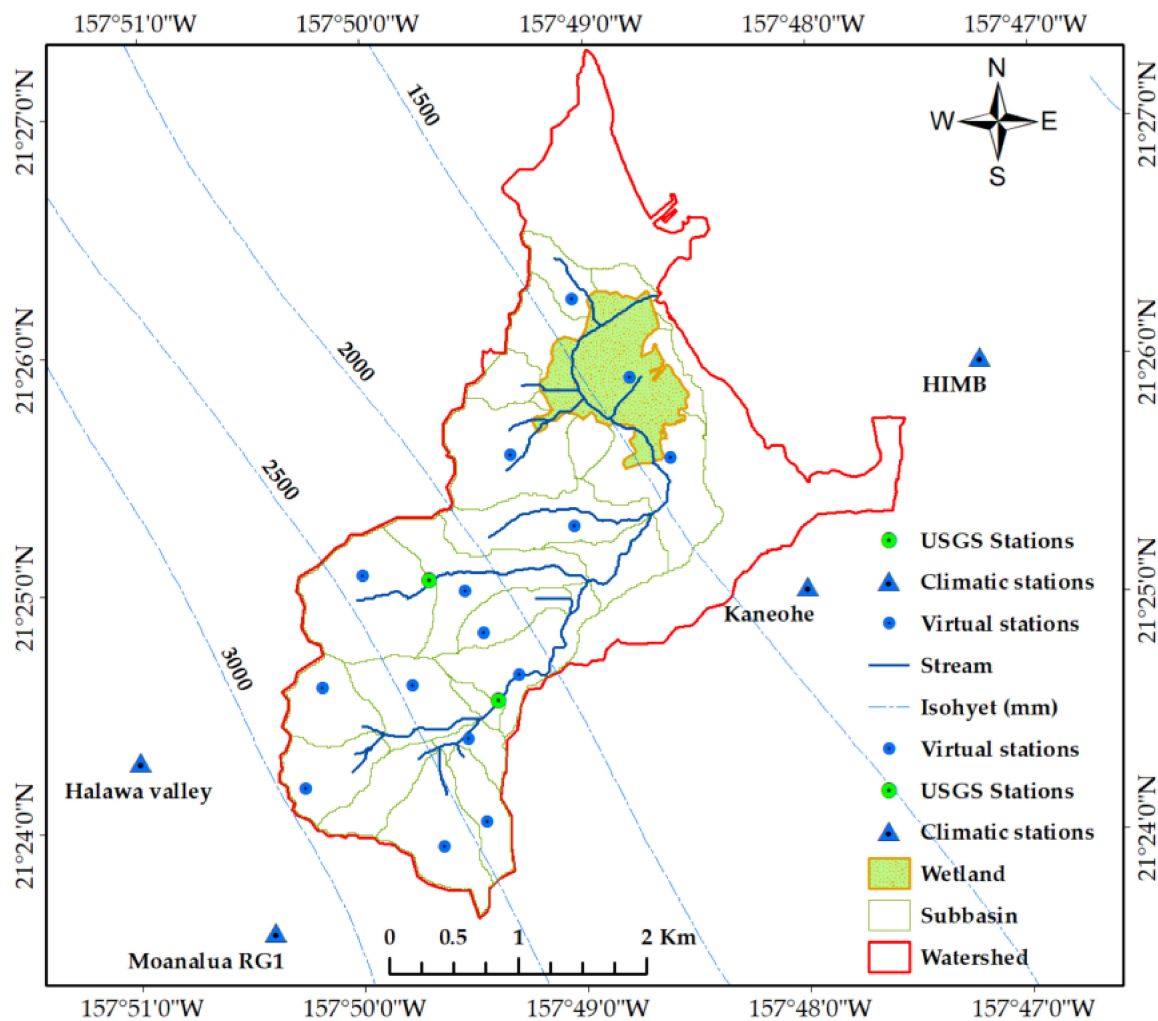 157°51'0"W 157°50'0"W 157°49'0"W 157°48'0"W 157°47'0"W
21°27'0"N
21°26'0"N
21°25'0"N
21°24'0"N
1500
2000
2500
3000
N
W E
S
21°27'0"N
21°26'0"N
21°25'0"N
21°24'0"N
HIMB
Kaneohe
Halawa valley
Moanalua RG1
USGS Stations
Climatic stations
Virtual stations
Stream
Isohyet (mm)
Virtual stations
USGS Stations
Climatic stations
Wetland
Subbasin
Watershed
0 0.5 1 2 Km
157°51'0"W 157°50'0"W 157°49'0"W 157°48'0"W 157°47'0"W